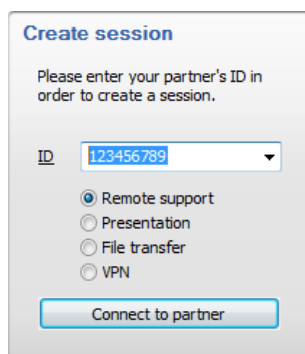 Create session
Please enter your partner's ID in
order to create a session.
ID 123456789
Remote support
Presentation
File transfer
VPN
Connect to partner